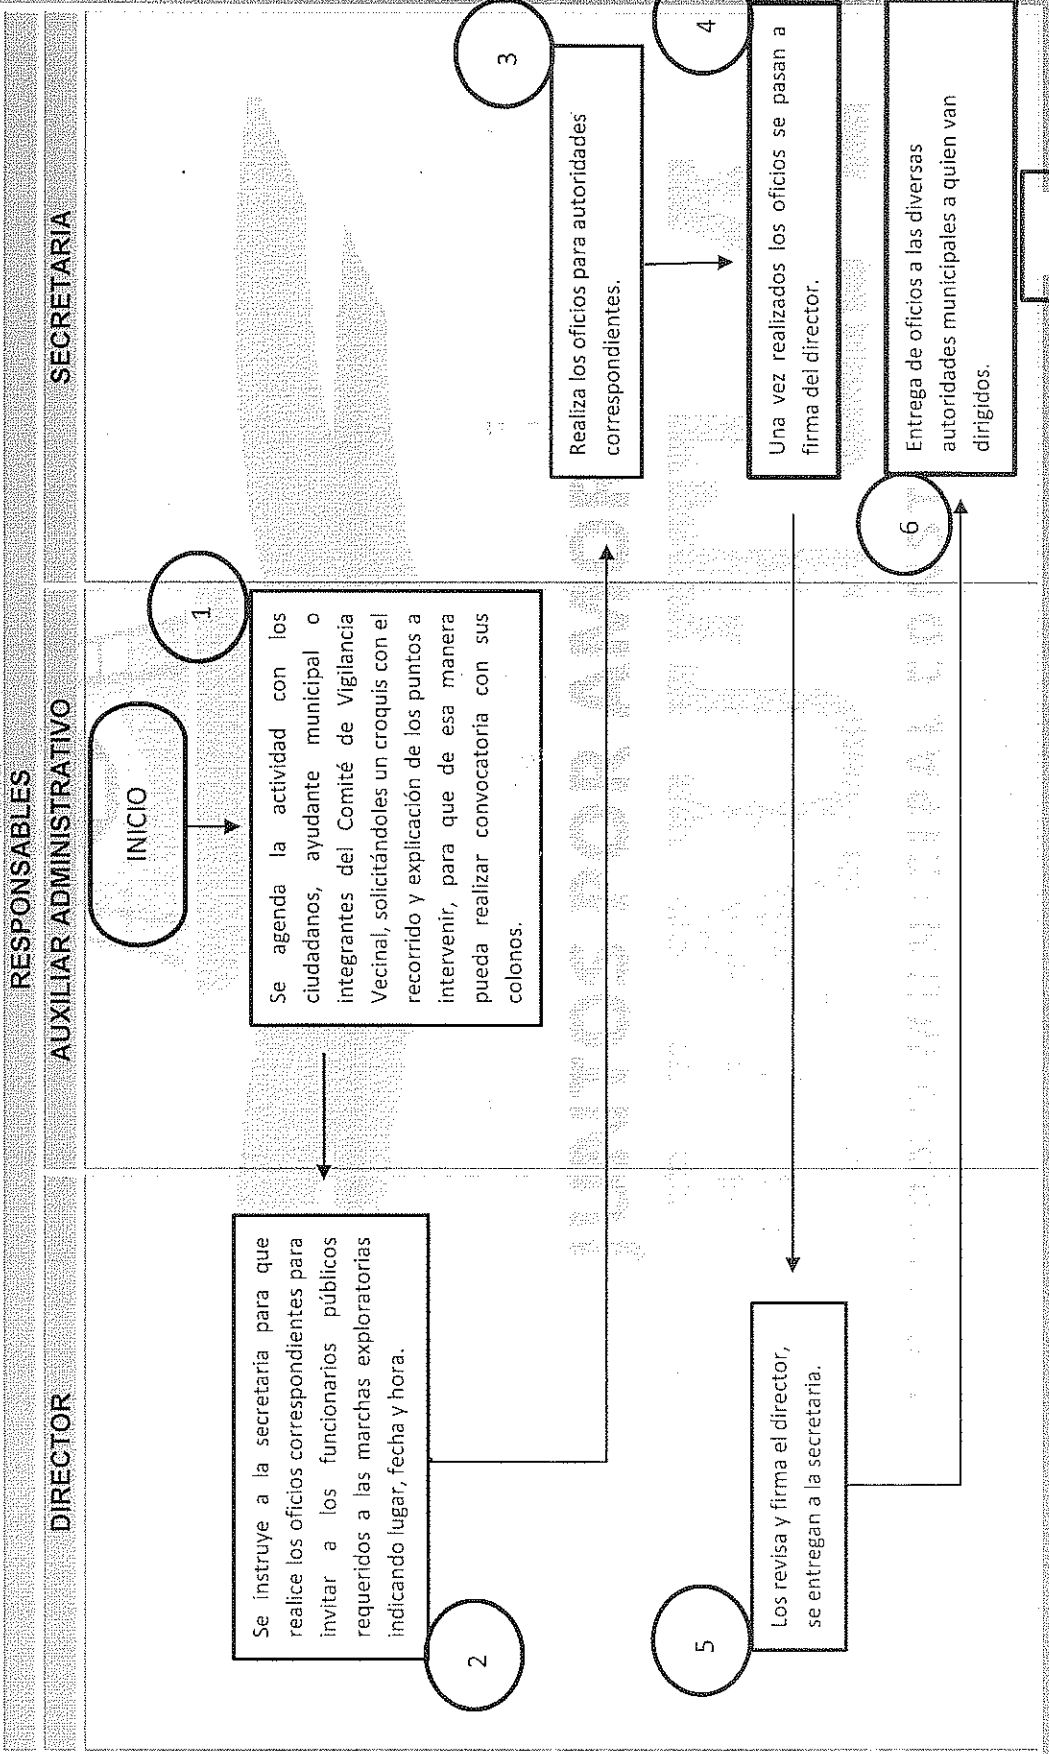 RESPONSABLES
DIRECTOR
AUXILIAR ADMINISTRATIVO
SECRETARIA
INICIO
1
Se agenda la actividad con los
ciudadanos, ayudante municipal o
integrantes del Comité de Vigilancia
Vecinal, solicitándoles un croquis con el
recorrido y explicación de los puntos a
intervenir, para que de esa manera
pueda realizar convocatoria con sus
colonos.
Se instruye a la secretaria para que
realice los oficios correspondientes para
invitar a los funcionarios públicos
requeridos a las marchas exploratorias
indicando lugar, fecha y hora.
2
3
Realiza los oficios para autoridades
correspondientes.
4
Una vez realizados los oficios se pasan a
firma del director.
5
Los revisa y firma el director,
se entregan a la secretaria.
6
Entrega de oficios a las diversas
autoridades municipales a quien van
dirigidos.
JUNTOS POR AMOR